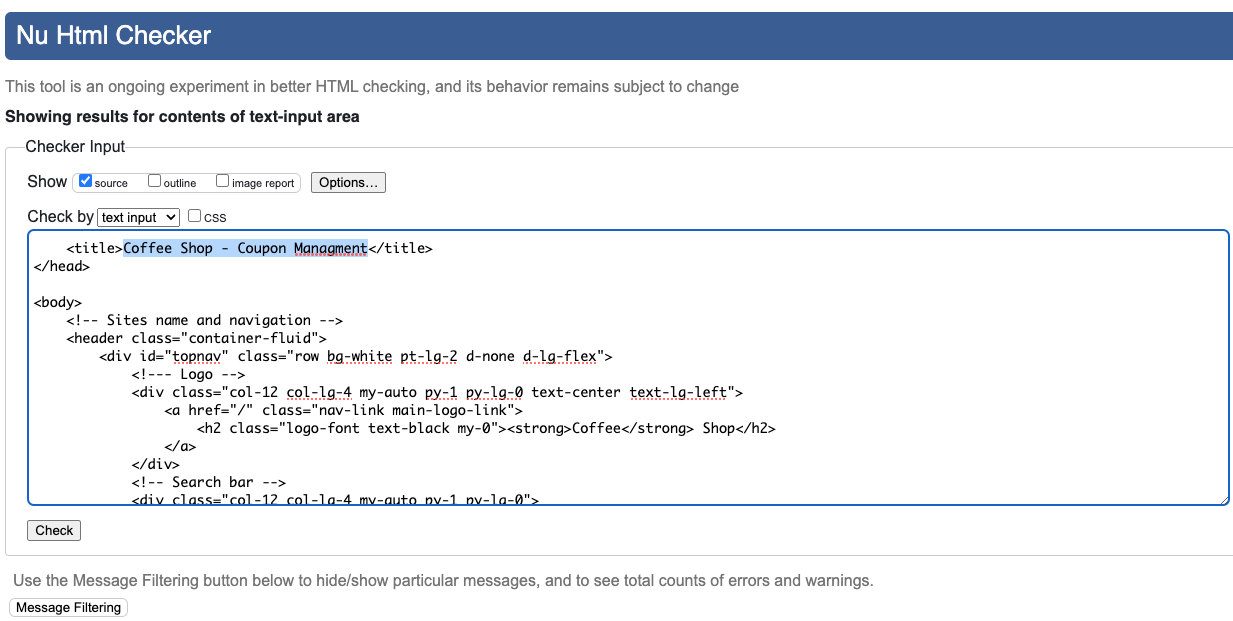 Nu Html Checker
This tool is an ongoing experiment in better HTML checking, and its behavior remains subject to change
Showing results for contents of text-input area
Checker Input
Show source outline image report Options...
Check by text input css
<title>Coffee Shop - Coupon Managment</title>
</head>
<body>
<!-- Sites name and navigation -->
<header class="container-fluid">
<div id="topnav" class="row bg-white pt-lg-2 d-none d-lg-flex">
<!--- Logo -->
<div class="col-12 col-lg-4 my-auto py-1 py-lg-0 text-center text-lg-left">
<a href="/" class="nav-link main-logo-link">
<h2 class="logo-font text-black my-0"><strong>Coffee</strong> Shop</h2>
</a>
</div>
<!-- Search bar -->
<div class="col-12 col-lg-4 my-auto py-1 py-lg-0">
Check
Use the Message Filtering button below to hide/show particular messages, and to see total counts of errors and warnings.
Message Filtering